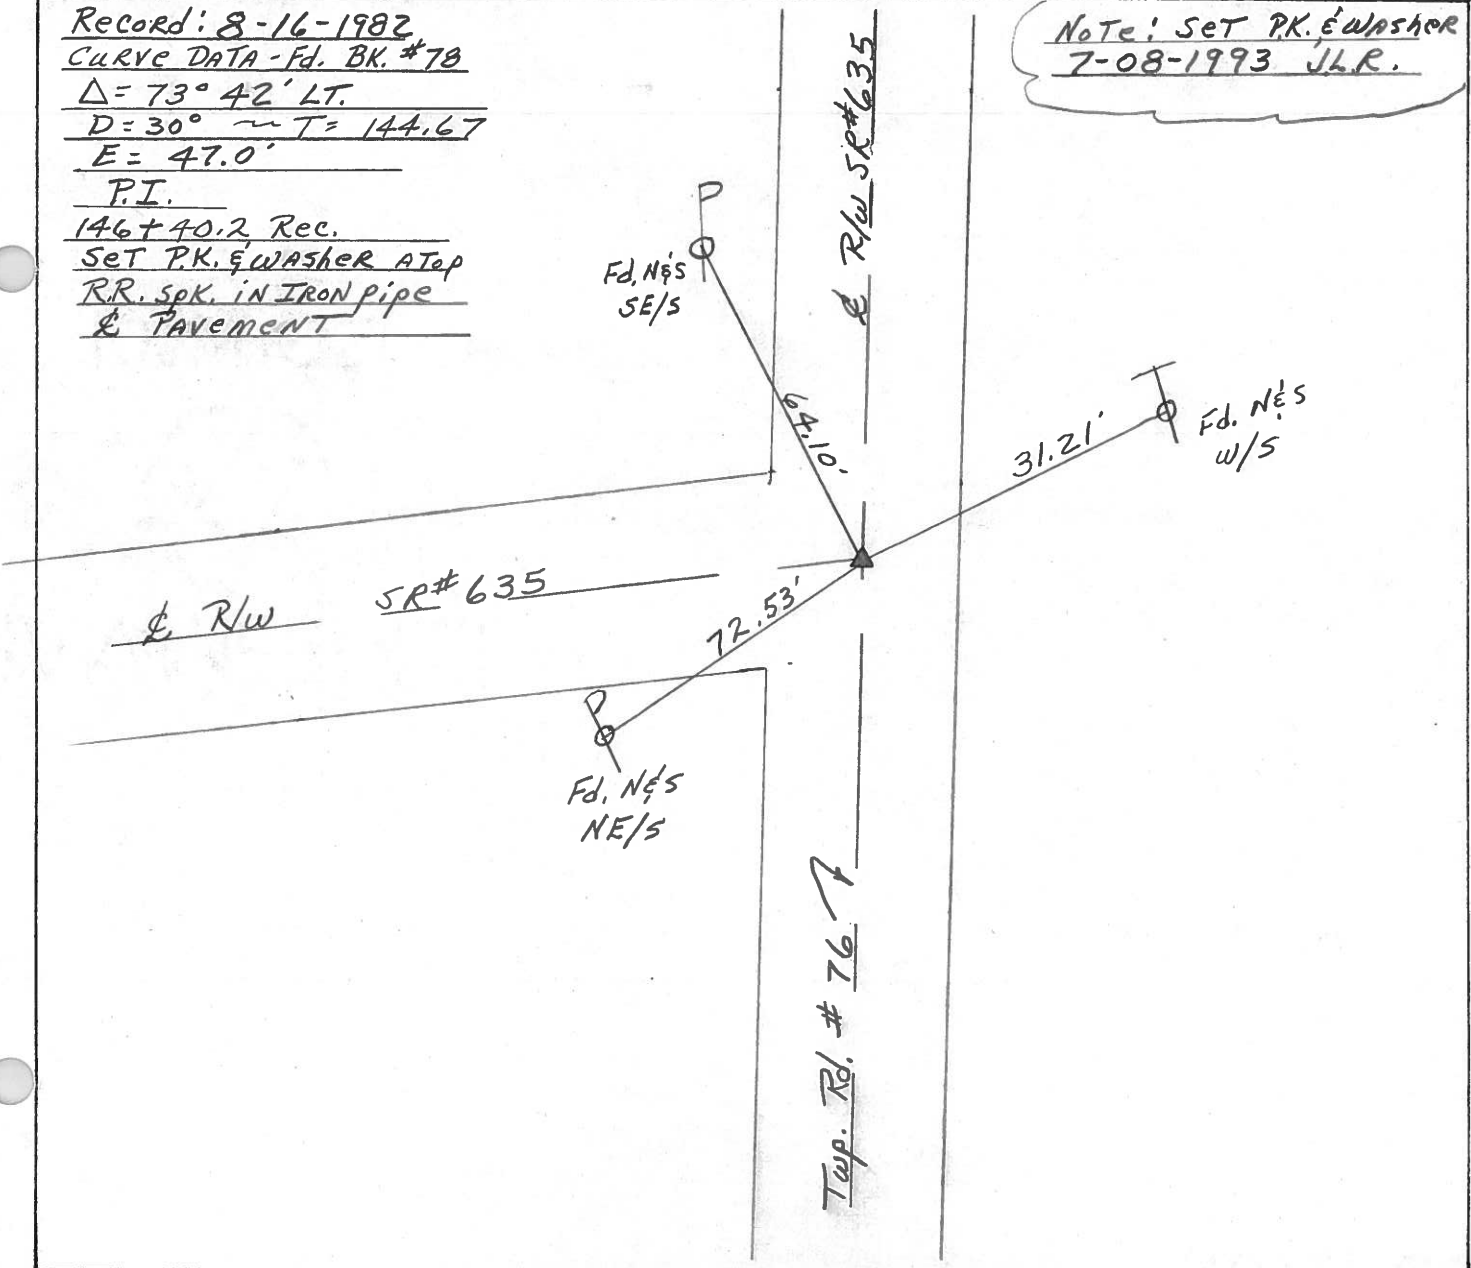 Record: 8-16-1982
Curve DATA - Fd. BK. #78
Δ = 73° 42' LT.
D = 30° ~ T = 144.67
E = 47.0'
P.I.
146+40.2 Rec.
SET P.K. & WASHER ATOP
R.R. SPK. IN IRON Pipe
℄ PAVEMENT
NOTE: SET P.K. & WASHER
7-08-1993 J.L.R.
℄ R/W SR#635
P
Fd. N&S
SE/S
64.10'
31.21'
T
Fd. N&S
W/S
℄ R/W SR# 635
72.53'
P
Fd. N&S
NE/S
Twp. Rd. # 76